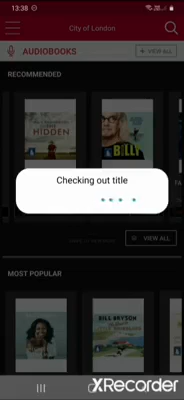 13:38
City of London
AUDIOBOOKS
VIEW ALL
RECOMMENDED
HIDDEN
BILLY
Checking out title
VIEW ALL
MOST POPULAR
BILL BRYSON
XRecorder